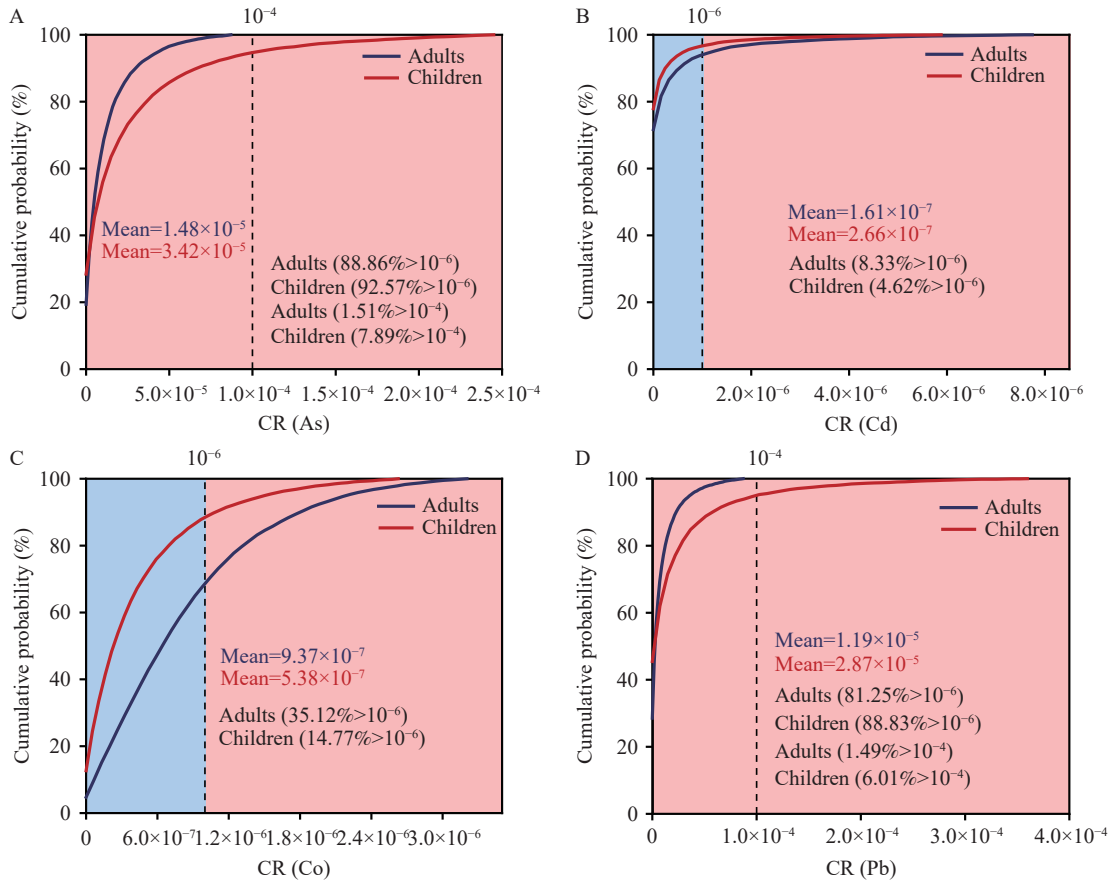 A
10⁻⁴
Cumulative probability (%)
100
80
60
40
20
0
Adults
Children
Mean=1.48×10⁻⁵
Mean=3.42×10⁻⁵
Adults (88.86%>10⁻⁶)
Children (92.57%>10⁻⁶)
Adults (1.51%>10⁻⁴)
Children (7.89%>10⁻⁴)
0 5.0×10⁻⁵ 1.0×10⁻⁴ 1.5×10⁻⁴ 2.0×10⁻⁴ 2.5×10⁻⁴
CR (As)
B
10⁻⁶
Cumulative probability (%)
100
80
60
40
20
0
Adults
Children
Mean=1.61×10⁻⁷
Mean=2.66×10⁻⁷
Adults (8.33%>10⁻⁶)
Children (4.62%>10⁻⁶)
0 2.0×10⁻⁶ 4.0×10⁻⁶ 6.0×10⁻⁶ 8.0×10⁻⁶
CR (Cd)
C
10⁻⁶
Cumulative probability (%)
100
80
60
40
20
0
Adults
Children
Mean=9.37×10⁻⁷
Mean=5.38×10⁻⁷
Adults (35.12%>10⁻⁶)
Children (14.77%>10⁻⁶)
0 6.0×10⁻⁷ 1.2×10⁻⁶ 1.8×10⁻⁶ 2.4×10⁻⁶ 3.0×10⁻⁶
CR (Co)
D
10⁻⁴
Cumulative probability (%)
100
80
60
40
20
0
Adults
Children
Mean=1.19×10⁻⁵
Mean=2.87×10⁻⁵
Adults (81.25%>10⁻⁶)
Children (88.83%>10⁻⁶)
Adults (1.49%>10⁻⁴)
Children (6.01%>10⁻⁴)
0 1.0×10⁻⁴ 2.0×10⁻⁴ 3.0×10⁻⁴ 4.0×10⁻⁴
CR (Pb)